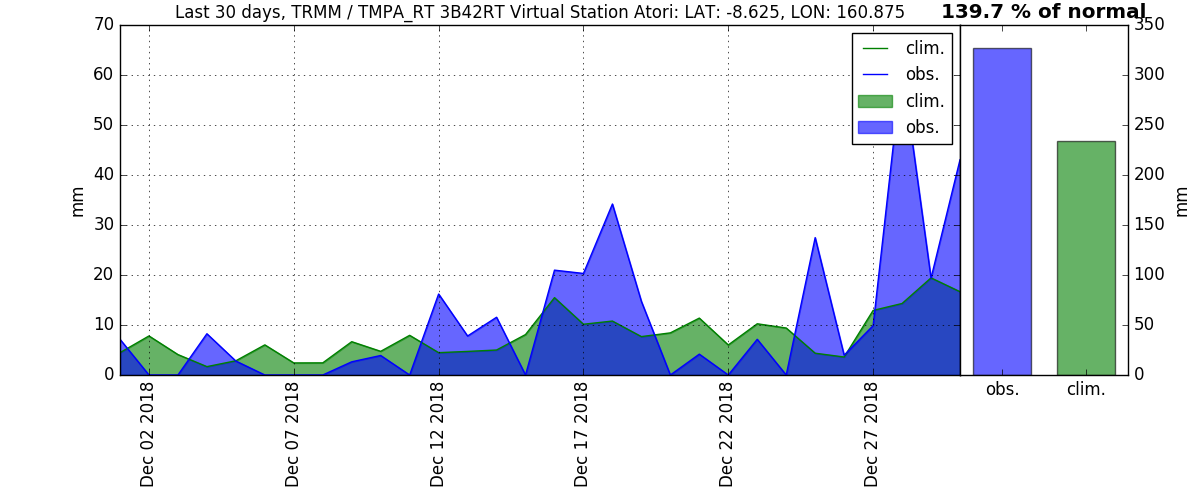 Last 30 days, TRMM / TMPA_RT 3B42RT Virtual Station Atori: LAT: -8.625, LON: 160.875
139.7 % of normal
70
60
50
40
30
20
10
0
mm
clim.
obs.
clim.
obs.
350
300
250
200
150
100
50
0
mm
obs.
clim.
Dec 02 2018
Dec 07 2018
Dec 12 2018
Dec 17 2018
Dec 22 2018
Dec 27 2018